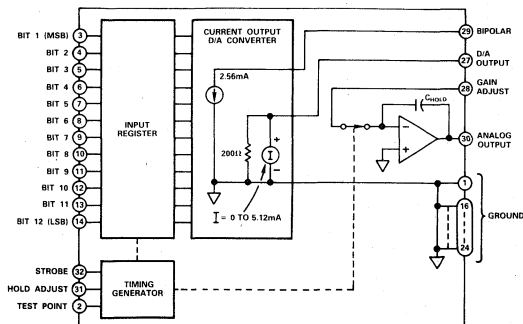 BIT 1 (MSB) 3
BIT 2 4
BIT 3 5
BIT 4 6
BIT 5 7
BIT 6 8
BIT 7 9
BIT 8 10
BIT 9 11
BIT 10 12
BIT 11 13
BIT 12 (LSB) 14
STROBE 32
HOLD ADJUST 31
TEST POINT 2
INPUT
REGISTER
TIMING
GENERATOR
CURRENT OUTPUT
D/A CONVERTER
2.56mA
200Ω
+
I
−
I = 0 TO 5.12mA
CHOLD
−
+
29 BIPOLAR
27 D/A
OUTPUT
28 GAIN
ADJUST
30 ANALOG
OUTPUT
1
16
24
GROUND